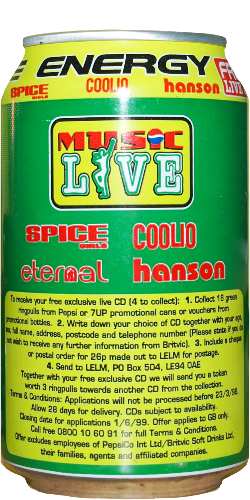 ENERGY
SPICE GIRLS COOLIO hanson LIVE
MUSIC
LIVE
SPICE GIRLS COOLIO
eternal hanson
To receive your free exclusive live CD (4 to collect): 1. Collect 18 green
ringpulls from Pepsi or 7UP promotional cans or vouchers from
promotional bottles. 2. Write down your choice of CD together with your age,
name, address, postcode and telephone number (Please state if you do
not wish to receive any further information from Britvic). 3. Include a cheque
or postal order for 26p made out to LELM for postage.
4. Send to LELM, PO Box 504, LE94 0AE
Together with your free exclusive CD we will send you a token
worth 3 ringpulls towards another CD from the collection.
Terms & Conditions: Applications will not be processed before 23/3/98.
Allow 28 days for delivery. CDs subject to availability.
Closing date for applications 1/6/99. Offer applies to GB only.
Call free 0800 10 60 91 for full Terms & Conditions.
Offer excludes employees of PepsiCo Int Ltd/Britvic Soft Drinks Ltd,
their families, agents and affiliated companies.